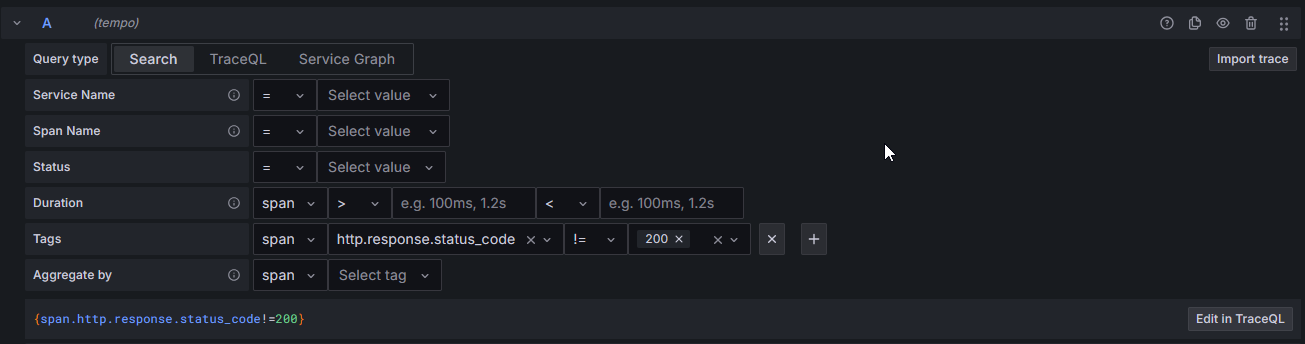 A (tempo)
Query type Search TraceQL Service Graph Import trace
Service Name = Select value
Span Name = Select value
Status = Select value
Duration span > e.g. 100ms, 1.2s < e.g. 100ms, 1.2s
Tags span http.response.status_code != 200
Aggregate by span Select tag
{span.http.response.status_code!=200} Edit in TraceQL